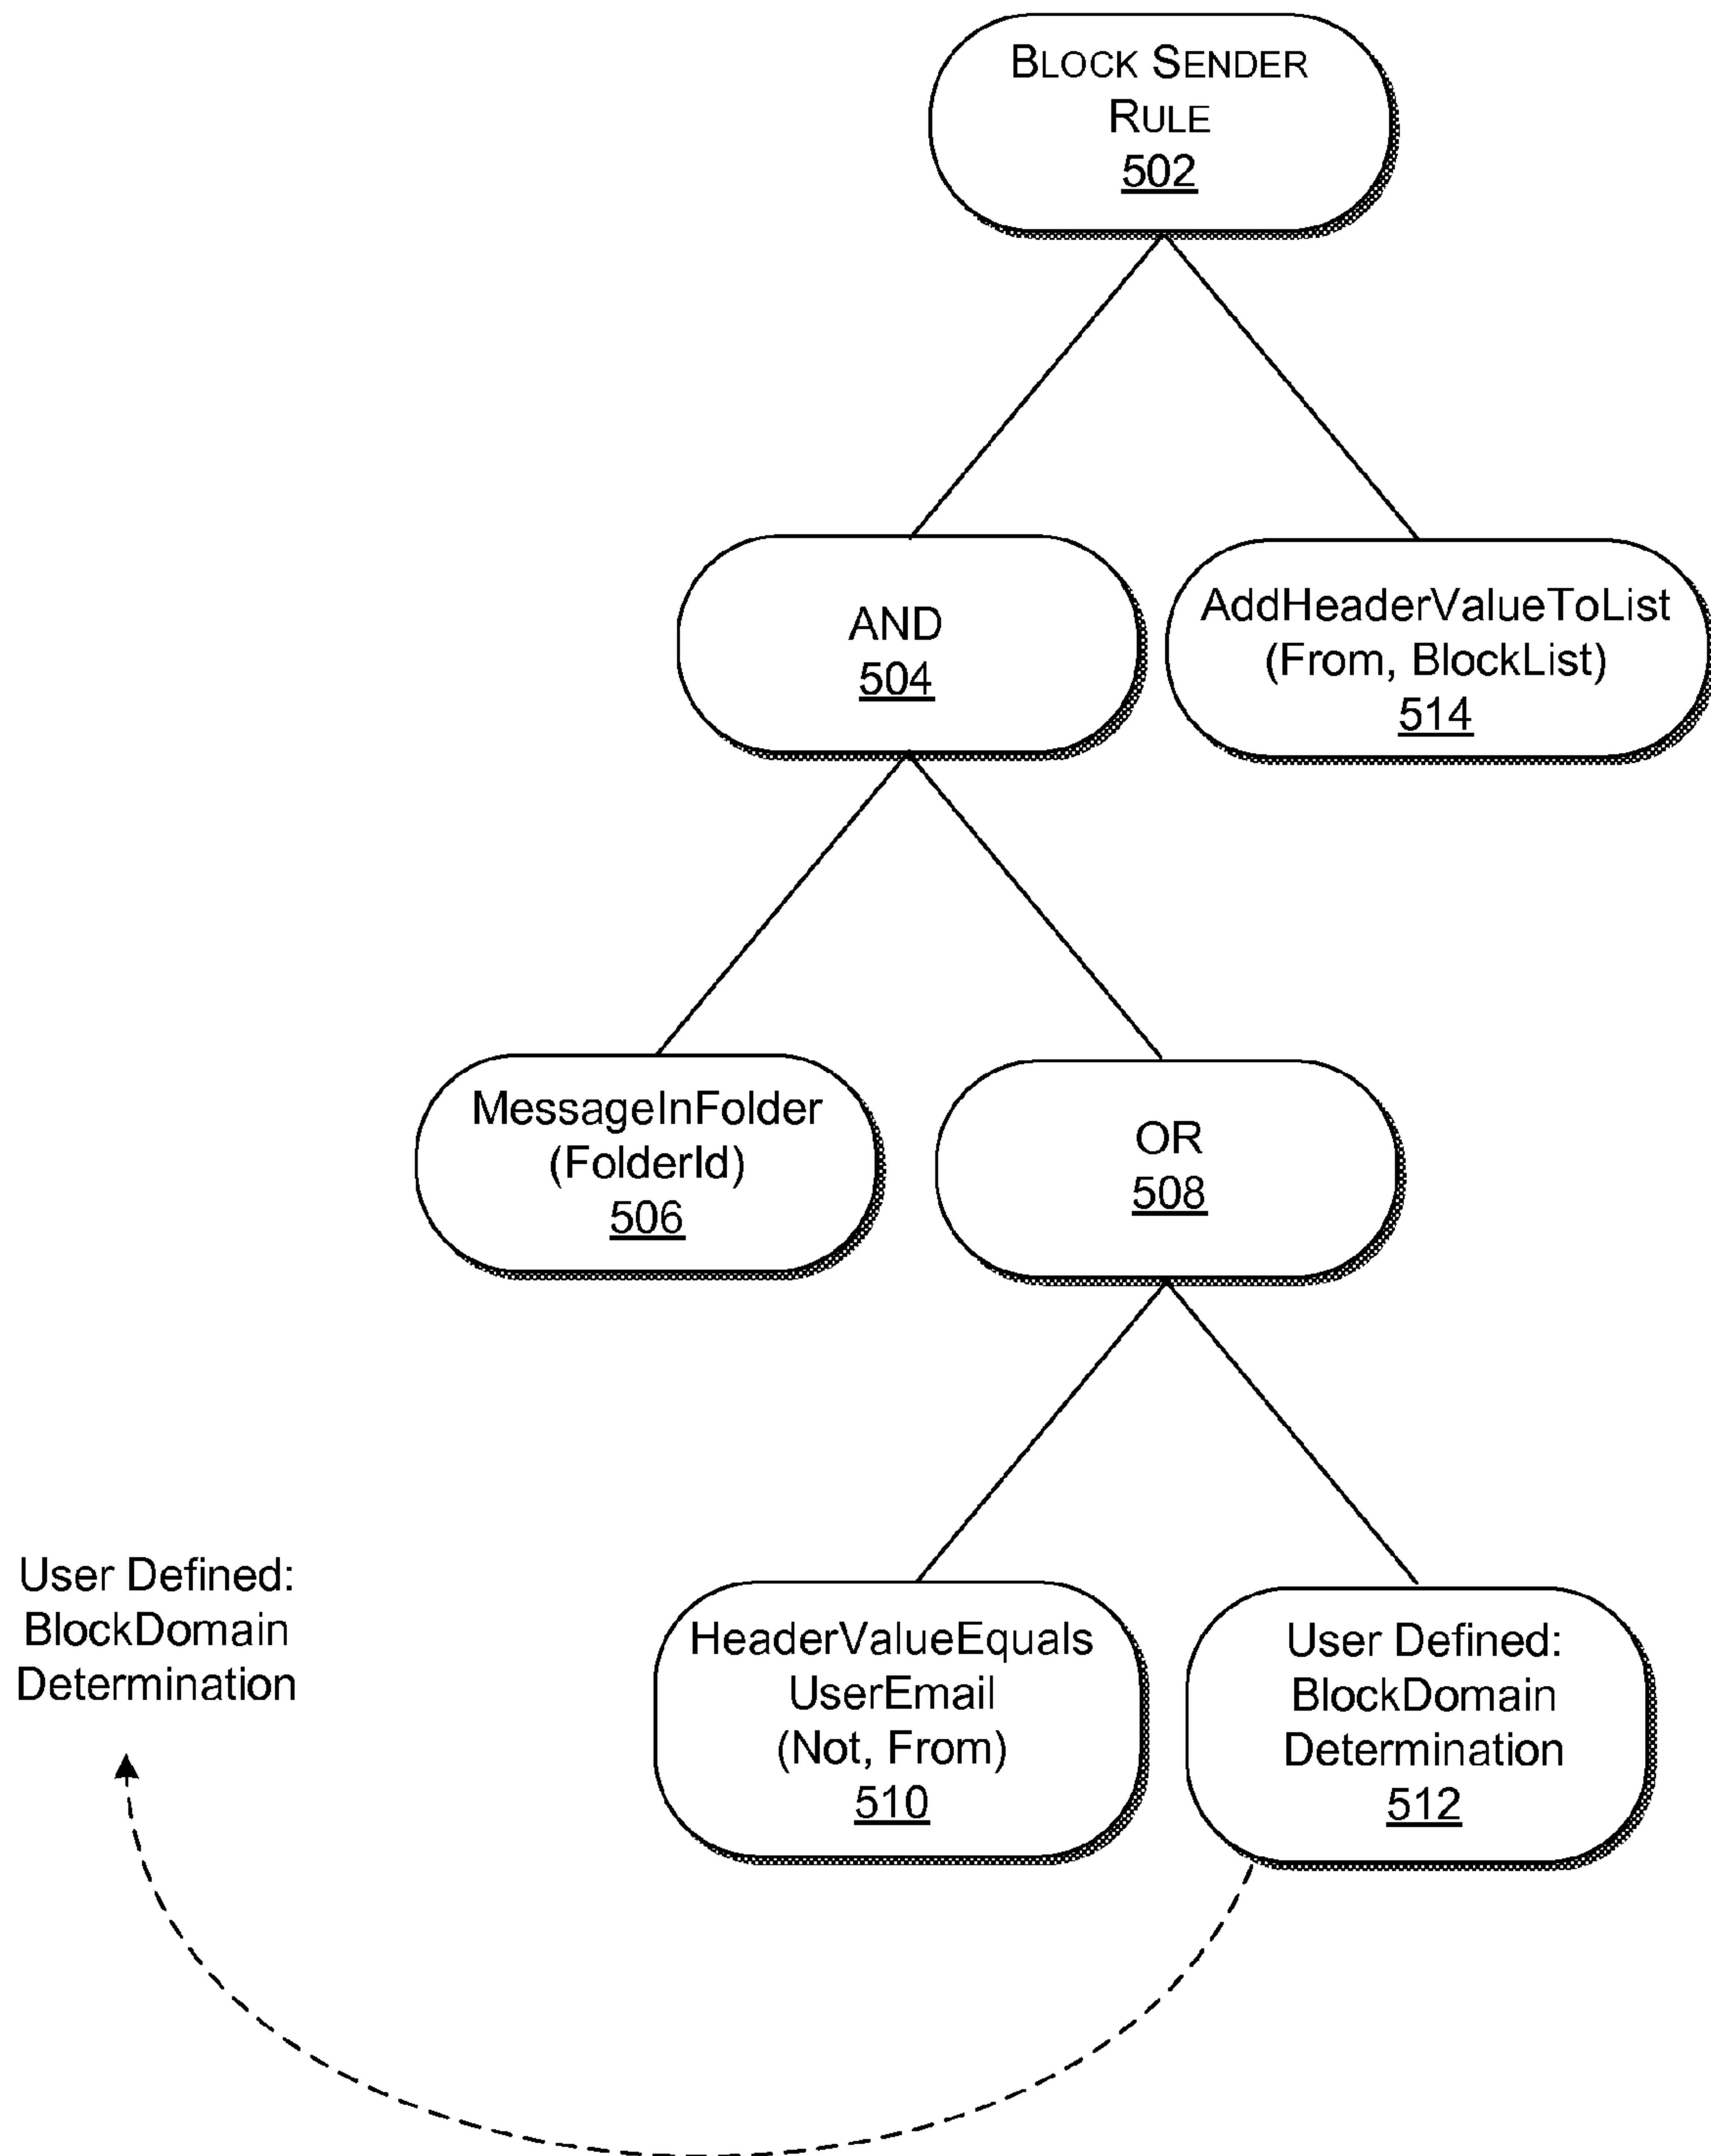 BLOCK SENDER
RULE
502
AND
504
AddHeaderValueToList
(From, BlockList)
514
MessageInFolder
(FolderId)
506
OR
508
User Defined:
BlockDomain
Determination
HeaderValueEquals
UserEmail
(Not, From)
510
User Defined:
BlockDomain
Determination
512